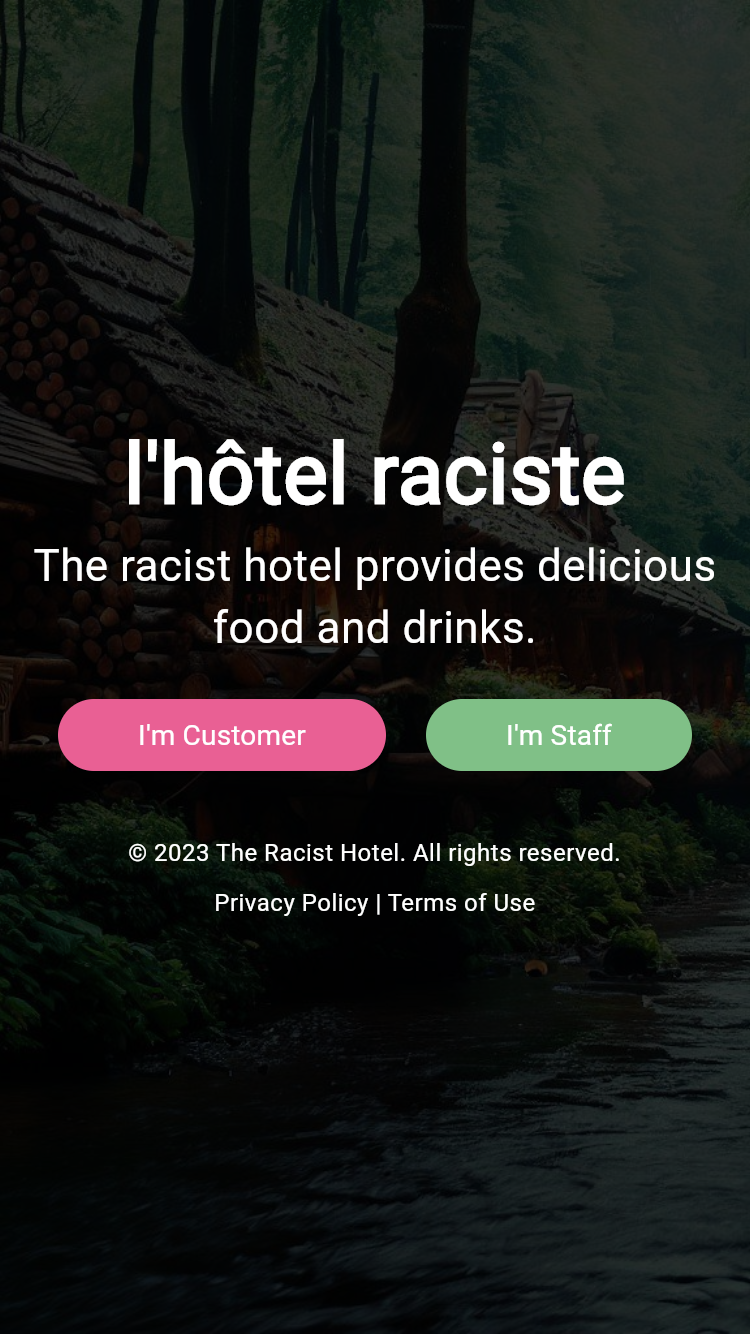 l'hôtel raciste
The racist hotel provides delicious
food and drinks.
I'm Customer
I'm Staff
© 2023 The Racist Hotel. All rights reserved.
Privacy Policy | Terms of Use